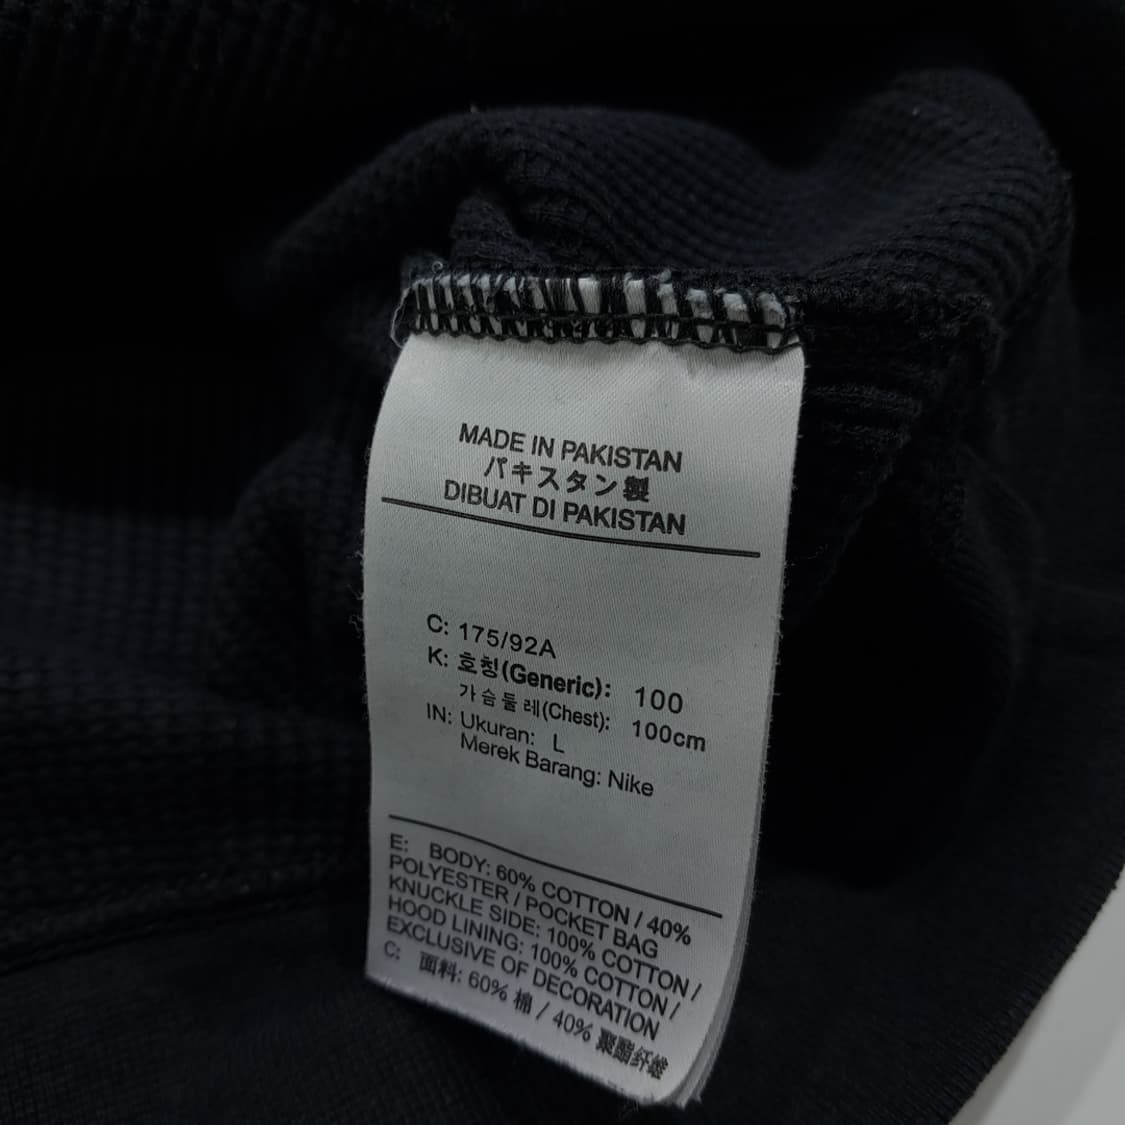 MADE IN PAKISTAN
パキスタン製
DIBUAT DI PAKISTAN
C: 175/92A
K: 호칭(Generic): 100
가슴둘레(Chest): 100cm
IN: Ukuran: L
Merek Barang: Nike
E: BODY: 60% COTTON / 40%
POLYESTER / POCKET BAG
KNUCKLE SIDE: 100% COTTON /
HOOD LINING: 100% COTTON /
EXCLUSIVE OF DECORATION
C: 面料: 60% 棉 / 40% 聚酯纤维